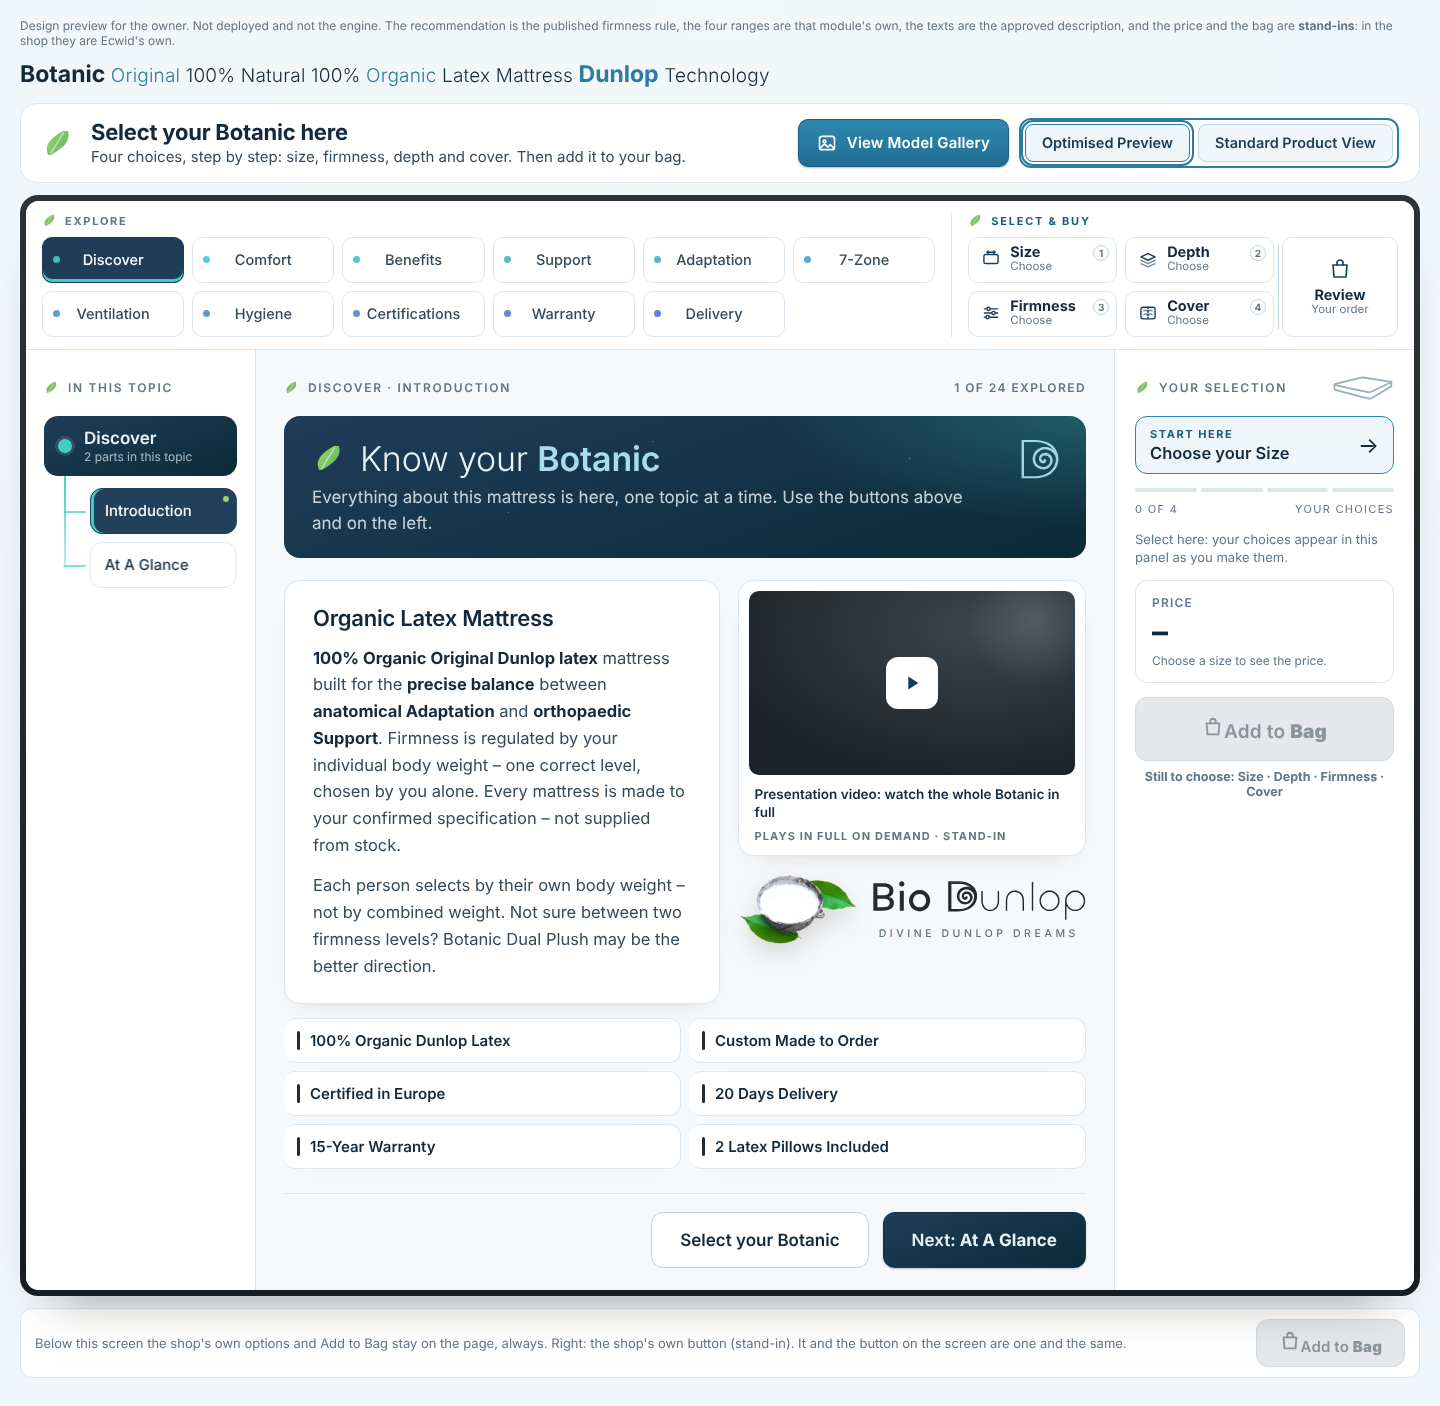 Design preview for the owner. Not deployed and not the engine. The recommendation is the published firmness rule, the four ranges are that module's own, the texts are the approved description, and the price and the bag are stand-ins: in the
shop they are Ecwid's own.
Botanic Original 100% Natural 100% Organic Latex Mattress Dunlop Technology
Select your Botanic here
Four choices, step by step: size, firmness, depth and cover. Then add it to your bag.
View Model Gallery
Optimised Preview
Standard Product View
EXPLORE
Discover
Comfort
Benefits
Support
Adaptation
7-Zone
Ventilation
Hygiene
Certifications
Warranty
Delivery
SELECT & BUY
Size
Choose
1
Depth
Choose
2
Firmness
Choose
3
Cover
Choose
4
Review
Your order
IN THIS TOPIC
Discover
2 parts in this topic
Introduction
At A Glance
DISCOVER · INTRODUCTION
1 OF 24 EXPLORED
Know your Botanic
Everything about this mattress is here, one topic at a time. Use the buttons above
and on the left.
Organic Latex Mattress
100% Organic Original Dunlop latex mattress
built for the precise balance between
anatomical Adaptation and orthopaedic
Support. Firmness is regulated by your
individual body weight – one correct level,
chosen by you alone. Every mattress is made to
your confirmed specification – not supplied
from stock.
Each person selects by their own body weight –
not by combined weight. Not sure between two
firmness levels? Botanic Dual Plush may be the
better direction.
Presentation video: watch the whole Botanic in
full
PLAYS IN FULL ON DEMAND · STAND-IN
Bio Dunlop
DIVINE DUNLOP DREAMS
100% Organic Dunlop Latex
Custom Made to Order
Certified in Europe
20 Days Delivery
15-Year Warranty
2 Latex Pillows Included
Select your Botanic
Next: At A Glance
YOUR SELECTION
START HERE
Choose your Size
0 OF 4
YOUR CHOICES
Select here: your choices appear in this
panel as you make them.
PRICE
–
Choose a size to see the price.
Add to Bag
Still to choose: Size · Depth · Firmness ·
Cover
Below this screen the shop's own options and Add to Bag stay on the page, always. Right: the shop's own button (stand-in). It and the button on the screen are one and the same.
Add to Bag